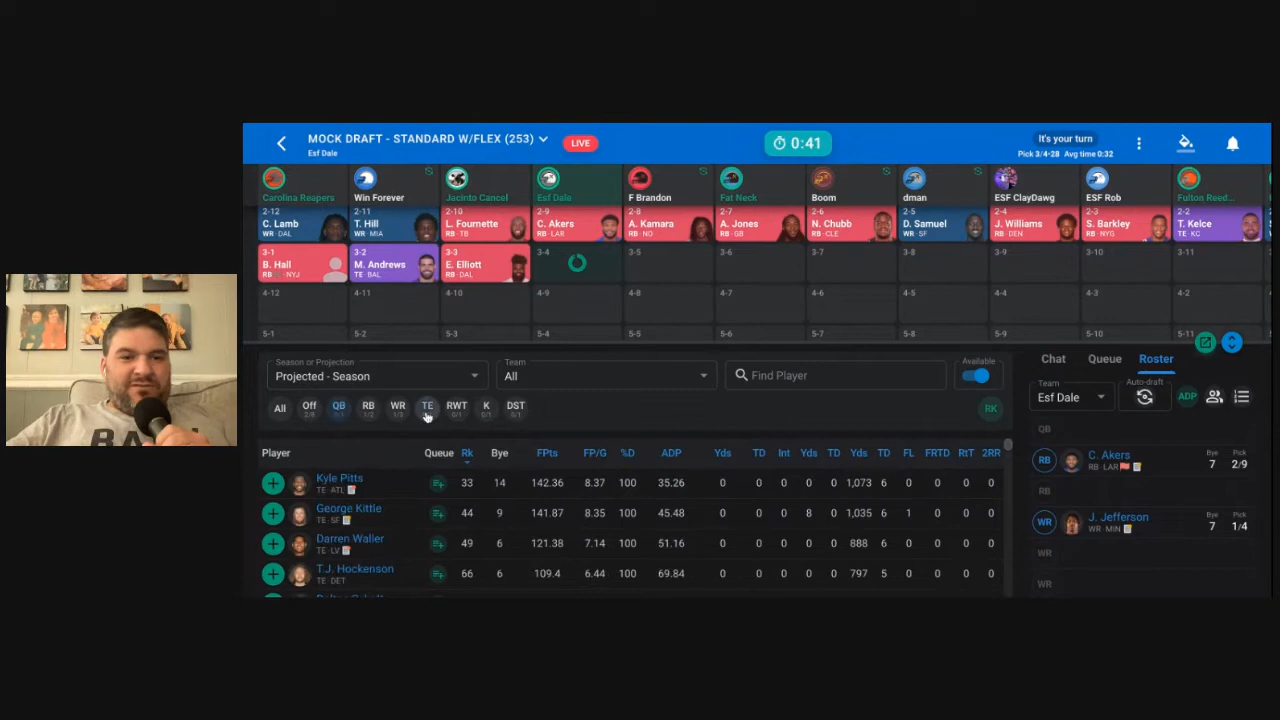 MOCK DRAFT - STANDARD W/FLEX (253)
LIVE
0:41
It's your turn
Esf Dale
Pick 3/4•28 Avg time 0:32
Carolina Reapers
Win Forever
Jacinto Cancel
Esf Dale
F Brandon
Fat Neck
Boom
dman
ESF ClayDawg
ESF Rob
Fulton Reed...
2-12
2-11
2-10
2-9
2-8
2-7
2-6
2-5
2-4
2-3
2-2
C. Lamb
T. Hill
L. Fournette
C. Akers
A. Kamara
A. Jones
N. Chubb
D. Samuel
J. Williams
S. Barkley
T. Kelce
WR · DAL
WR · MIA
RB · TB
RB · LAR
RB · NO
RB · GB
RB · CLE
WR · SF
RB · DEN
RB · NYG
TE · KC
3-1
3-2
3-3
3-4
3-5
3-6
3-7
3-8
3-9
3-10
3-11
B. Hall
M. Andrews
E. Elliott
RB · NYJ
TE · BAL
RB · DAL
4-12
4-11
4-10
4-9
4-8
4-7
4-6
4-5
4-4
4-3
4-2
5-1
5-2
5-3
5-4
5-5
5-6
5-7
5-8
5-9
5-10
5-11
Season or Projection
Projected - Season
Team
All
Find Player
Available
All
Off
QB
RB
WR
TE
RWT
K
DST
RK
Player
Queue
Rk
Bye
FPts
FP/G
%D
ADP
Yds
TD
Int
Yds
TD
Yds
TD
FL
FRTD
RtT
2RR
Kyle Pitts
TE · ATL
33 14 142.36 8.37 100 35.26 0 0 0 0 0 1,073 6 0 0 0 0
George Kittle
TE · SF
44 9 141.87 8.35 100 45.48 0 0 0 8 0 1,035 6 1 0 0 0
Darren Waller
TE · LV
49 6 121.38 7.14 100 51.16 0 0 0 0 0 888 6 0 0 0 0
T.J. Hockenson
TE · DET
66 6 109.4 6.44 100 69.84 0 0 0 0 0 797 5 0 0 0 0
Chat
Queue
Roster
Team
Esf Dale
Auto-draft
ADP
QB
RB
C. Akers
RB · LAR
Bye
7
Pick
2/9
RB
WR
J. Jefferson
WR · MIN
Bye
7
Pick
1/4
WR
WR